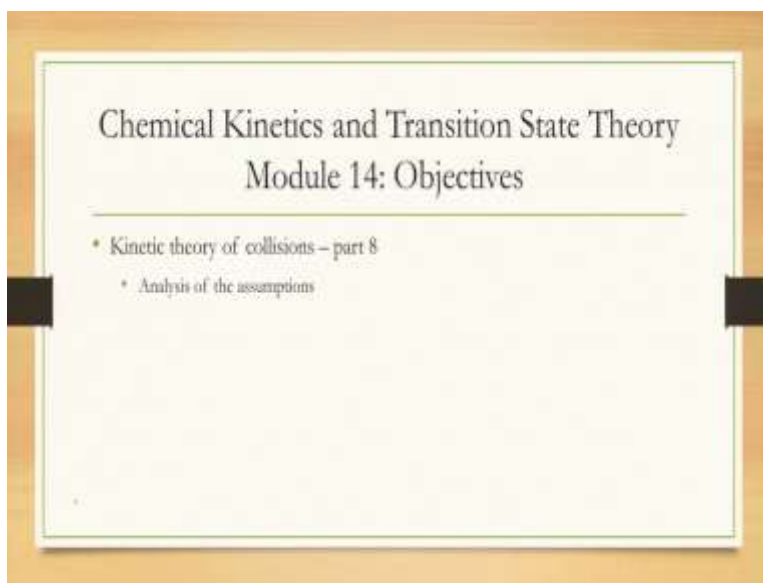 Chemical Kinetics and Transition State Theory
Module 14: Objectives
• Kinetic theory of collisions – part 8
• Analysis of the assumptions